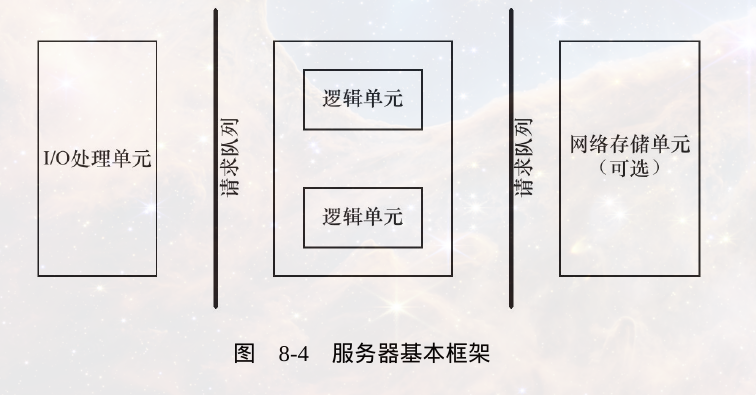 I/O处理单元
请求队列
逻辑单元
逻辑单元
请求队列
网络存储单元
（可选）
图 8-4 服务器基本框架